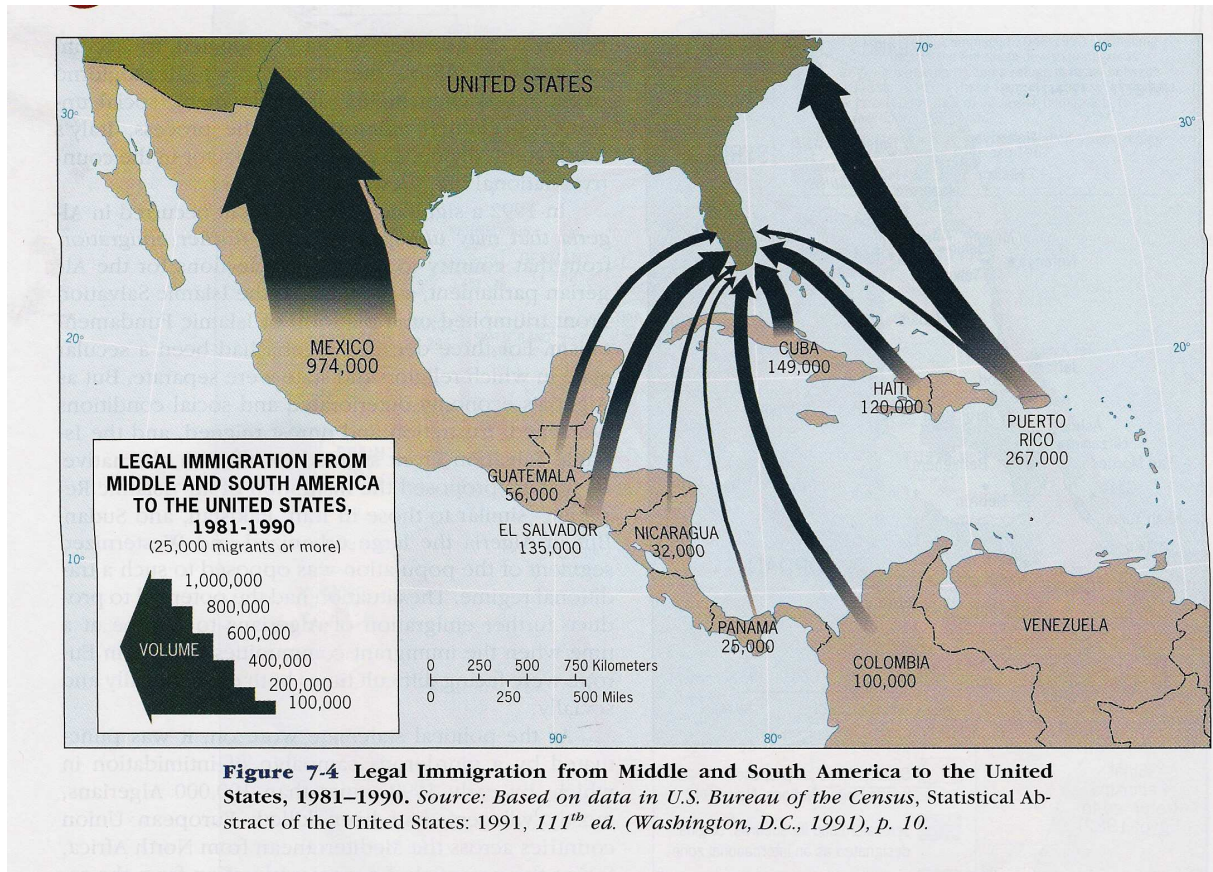 70°
60°
UNITED STATES
30°
30°
20°
20°
MEXICO
974,000
CUBA
149,000
HAITI
120,000
PUERTO
RICO
267,000
LEGAL IMMIGRATION FROM
MIDDLE AND SOUTH AMERICA
TO THE UNITED STATES,
1981-1990
(25,000 migrants or more)
GUATEMALA
56,000
EL SALVADOR
135,000
NICARAGUA
32,000
10°
1,000,000
800,000
600,000
VOLUME
400,000
200,000
100,000
PANAMA
25,000
VENEZUELA
COLOMBIA
100,000
0 250 500 750 Kilometers
0 250 500 Miles
90°
80°
Figure 7-4 Legal Immigration from Middle and South America to the United
States, 1981–1990. Source: Based on data in U.S. Bureau of the Census, Statistical Ab-
stract of the United States: 1991, 111th ed. (Washington, D.C., 1991), p. 10.